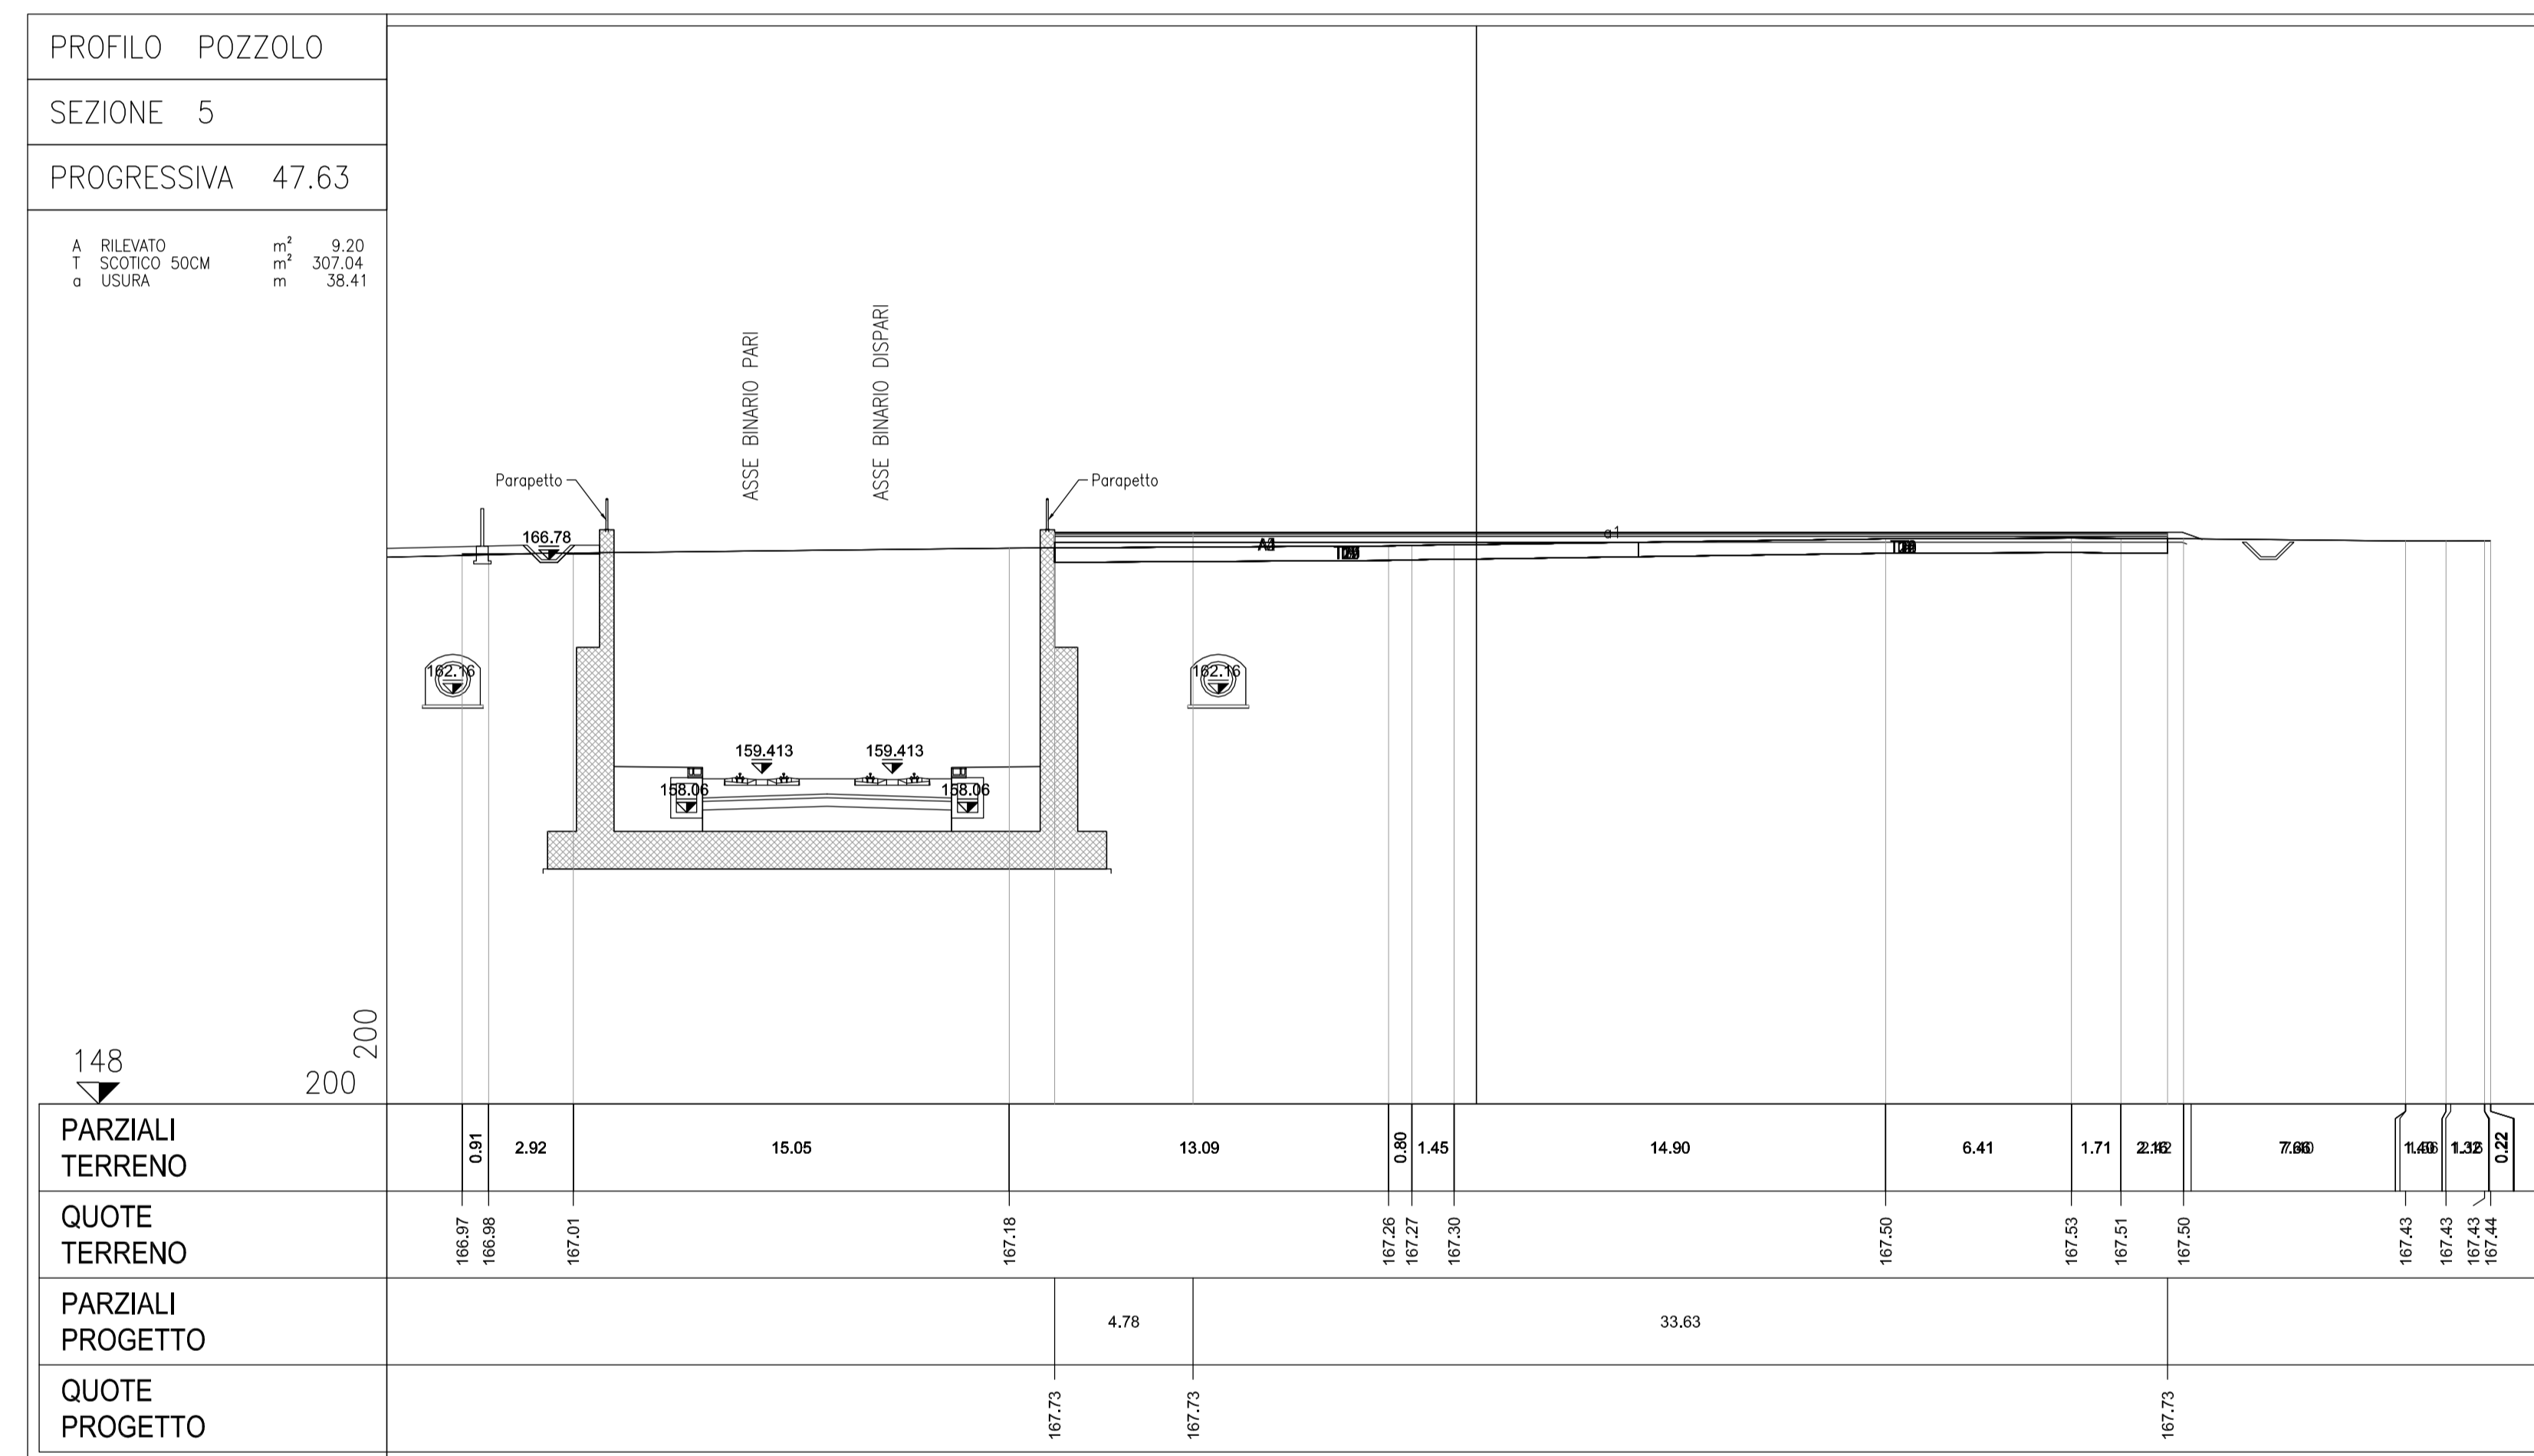 PROFILO POZZOLO
SEZIONE 5
PROGRESSIVA 47.63
A RILEVATO m² 9.20
T SCOTICO 50CM m² 307.04
a USURA m 38.41
ASSE BINARIO PARI
ASSE BINARIO DISPARI
Parapetto
Parapetto
166.78
a1
162.16
162.16
159.413
159.413
158.06
158.06
200
148
200
PARZIALI
TERRENO
0.91 2.92 15.05 13.09 0.80 1.45 14.90 6.41 1.71 0.22
QUOTE
TERRENO
166.97 166.98 167.01 167.18 167.26 167.27 167.30 167.50 167.53 167.51 167.50 167.43 167.43 167.43 167.44
PARZIALI
PROGETTO
4.78 33.63
QUOTE
PROGETTO
167.73 167.73 167.73